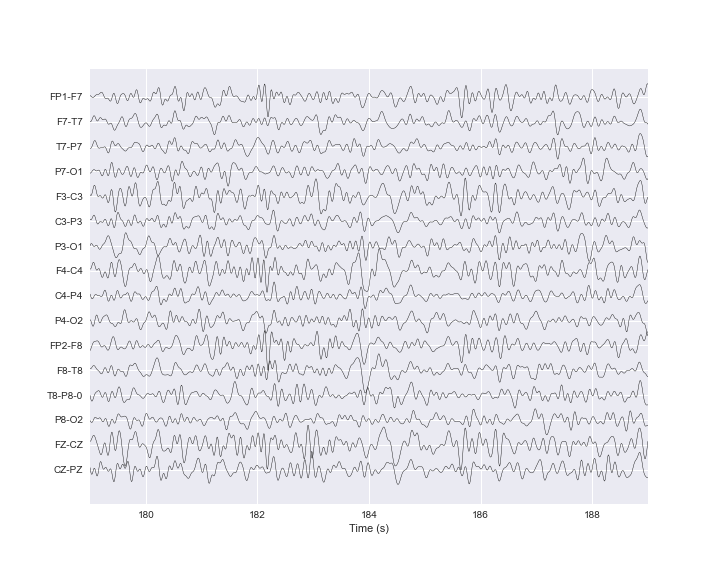 FP1-F7
F7-T7
T7-P7
P7-O1
F3-C3
C3-P3
P3-O1
F4-C4
C4-P4
P4-O2
FP2-F8
F8-T8
T8-P8-0
P8-O2
FZ-CZ
CZ-PZ
180 182 184 186 188
Time (s)